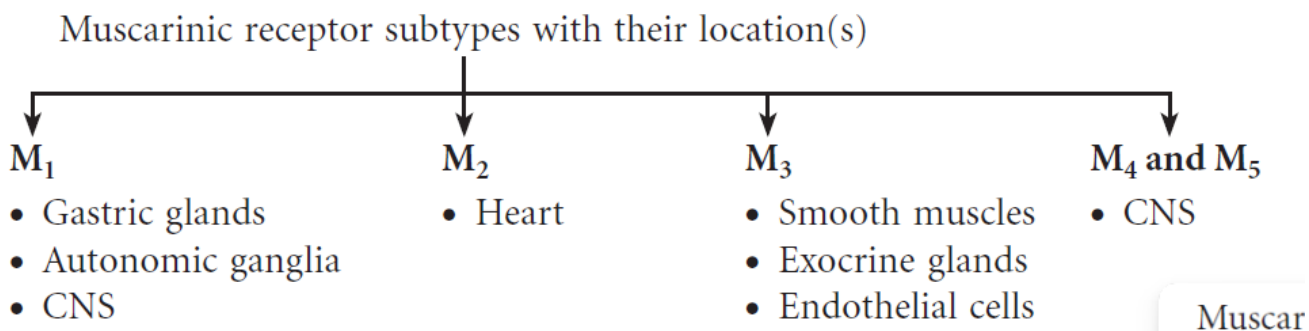 Muscarinic receptor subtypes with their location(s)
M₁
• Gastric glands
• Autonomic ganglia
• CNS
M₂
• Heart
M₃
• Smooth muscles
• Exocrine glands
• Endothelial cells
M₄ and M₅
• CNS